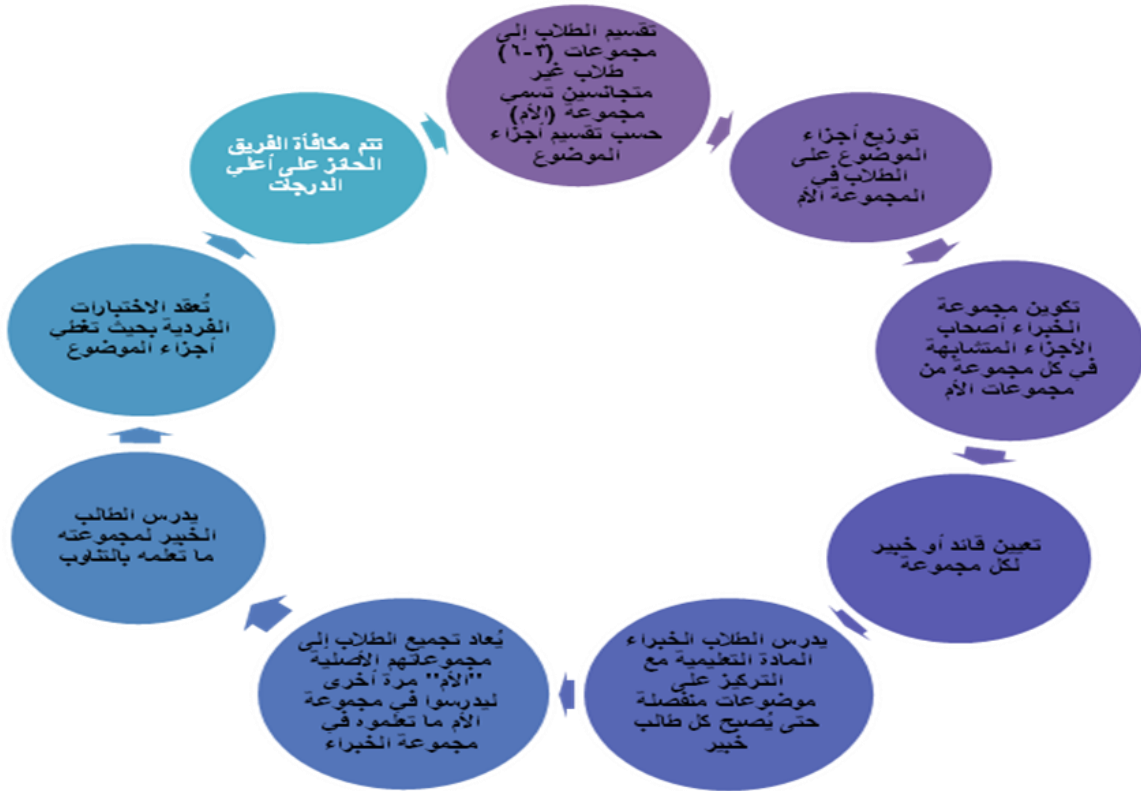 تقسيم الطلاب إلى
مجموعات (٣-٦)
طلاب غير
متجانسين تسمي
مجموعة (الأم)
حسب تقسيم أجزاء
الموضوع
توزيع أجزاء
الموضوع على
الطلاب في
المجموعة الأم
تكوين مجموعة
الخبراء أصحاب
الأجزاء المتشابهة
في كل مجموعة من
مجموعات الأم
تعيين قائد أو خبير
لكل مجموعة
يدرس الطلاب الخبراء
المادة التعليمية مع
التركيز على
موضوعات منفصلة
حتى يُصبح كل طالب
خبير
يُعاد تجميع الطلاب إلى
مجموعاتهم الأصلية
"الأم" مرة أخرى
ليدرسوا في مجموعة
الأم ما تعلموه في
مجموعة الخبراء
يدرس الطالب
الخبير لمجموعته
ما تعلمه بالتناوب
تُعقد الاختبارات
الفردية بحيث تغطي
أجزاء الموضوع
تتم مكافأة الفريق
الحائز على أعلي
الدرجات